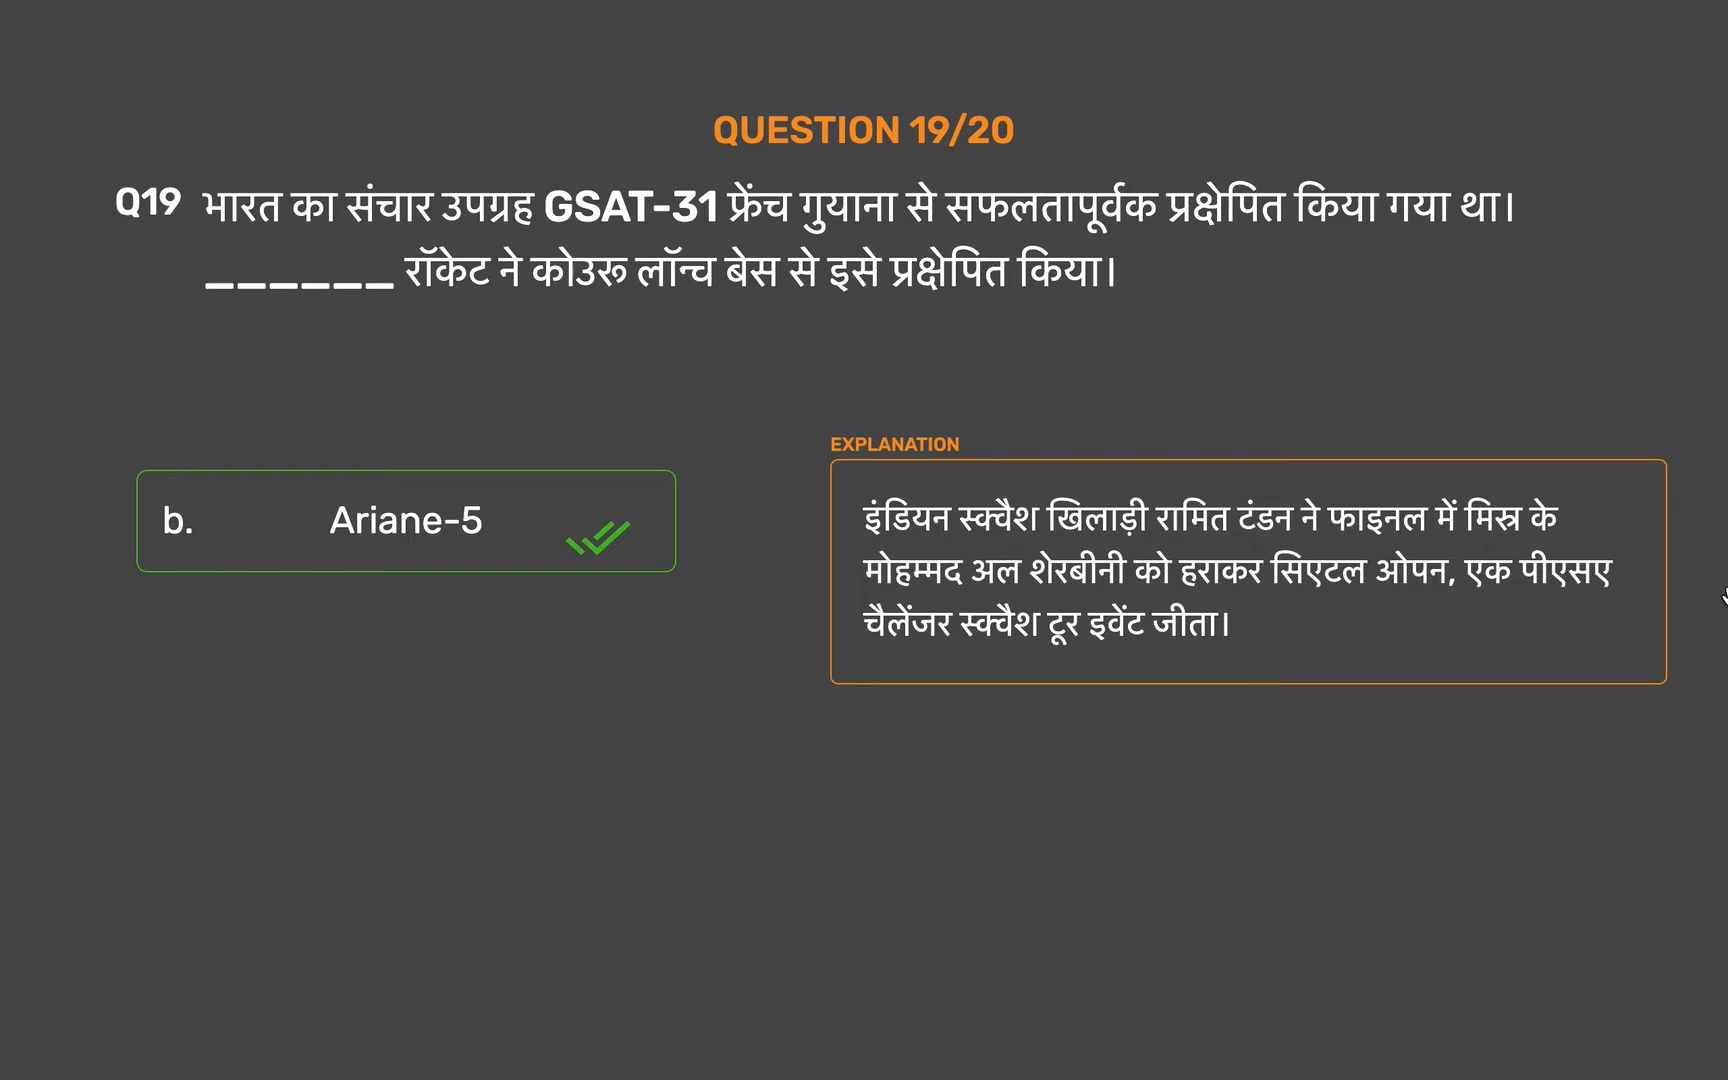 QUESTION 19/20
Q19 भारत का संचार उपग्रह GSAT-31 फ्रेंच गुयाना से सफलतापूर्वक प्रक्षेपित किया गया था।
______ रॉकेट ने कोउरू लॉन्च बेस से इसे प्रक्षेपित किया।
b. Ariane-5
EXPLANATION
इंडियन स्क्वैश खिलाड़ी रामित टंडन ने फाइनल में मिस्र के
मोहम्मद अल शेरबीनी को हराकर सिएटल ओपन, एक पीएसए
चैलेंजर स्क्वैश टूर इवेंट जीता।